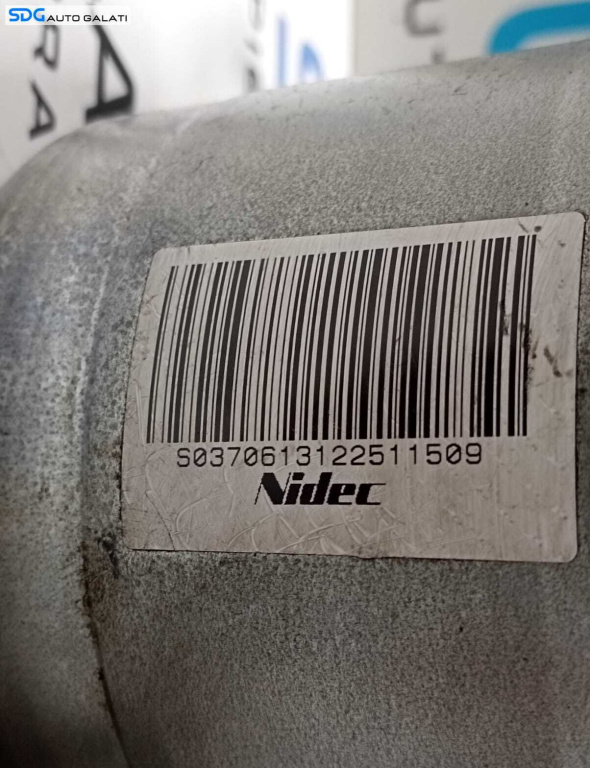 SDG AUTO GALATI
S0370613122511509
Nidec